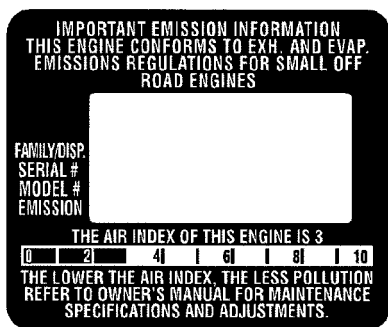 IMPORTANT EMISSION INFORMATION
THIS ENGINE CONFORMS TO EXH. AND EVAP.
EMISSIONS REGULATIONS FOR SMALL OFF
ROAD ENGINES
FAMILY/DISP.
SERIAL #
MODEL #
EMISSION
THE AIR INDEX OF THIS ENGINE IS 3
0 2 4 6 8 10
THE LOWER THE AIR INDEX, THE LESS POLLUTION
REFER TO OWNER'S MANUAL FOR MAINTENANCE
SPECIFICATIONS AND ADJUSTMENTS.